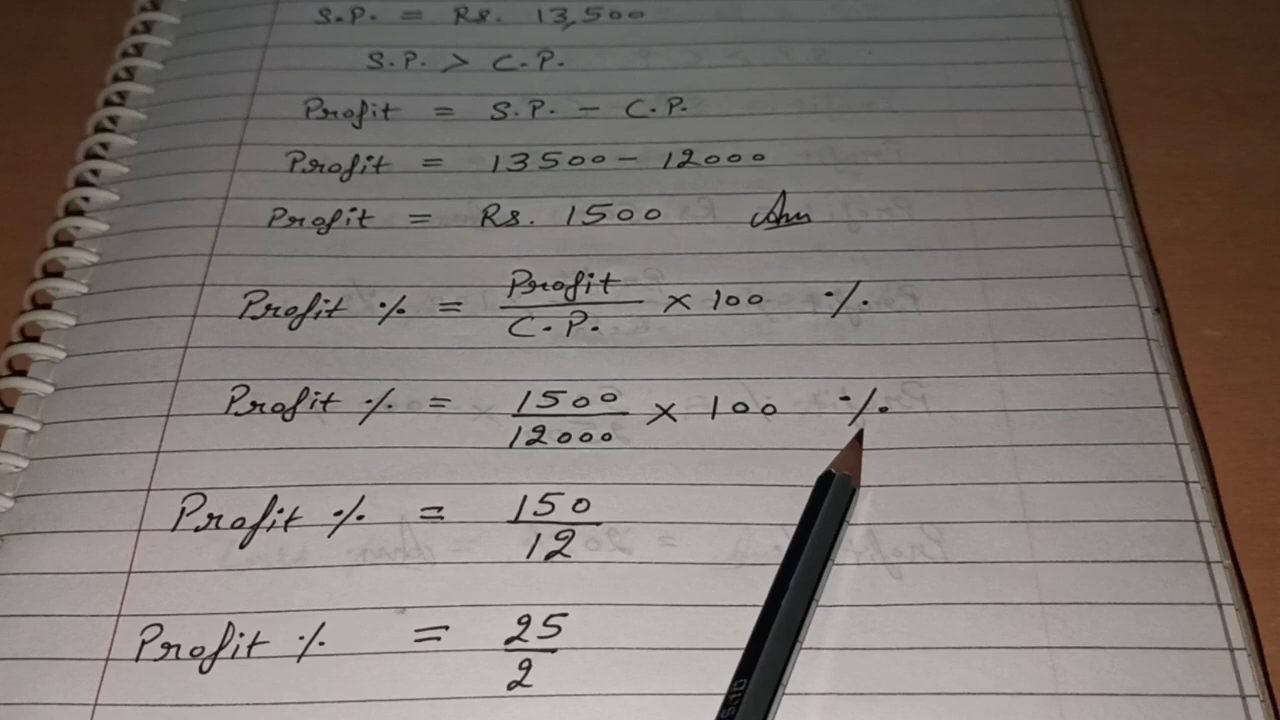 S.P. = Rs. 13,500
S.P. > C.P.
Profit = S.P. - C.P.
Profit = 13500 - 12000
Profit = Rs. 1500 Ans
Profit % = Profit / C.P. × 100 %
Profit % = 1500 / 12000 × 100 %
Profit % = 150 / 12
Profit % = 25 / 2